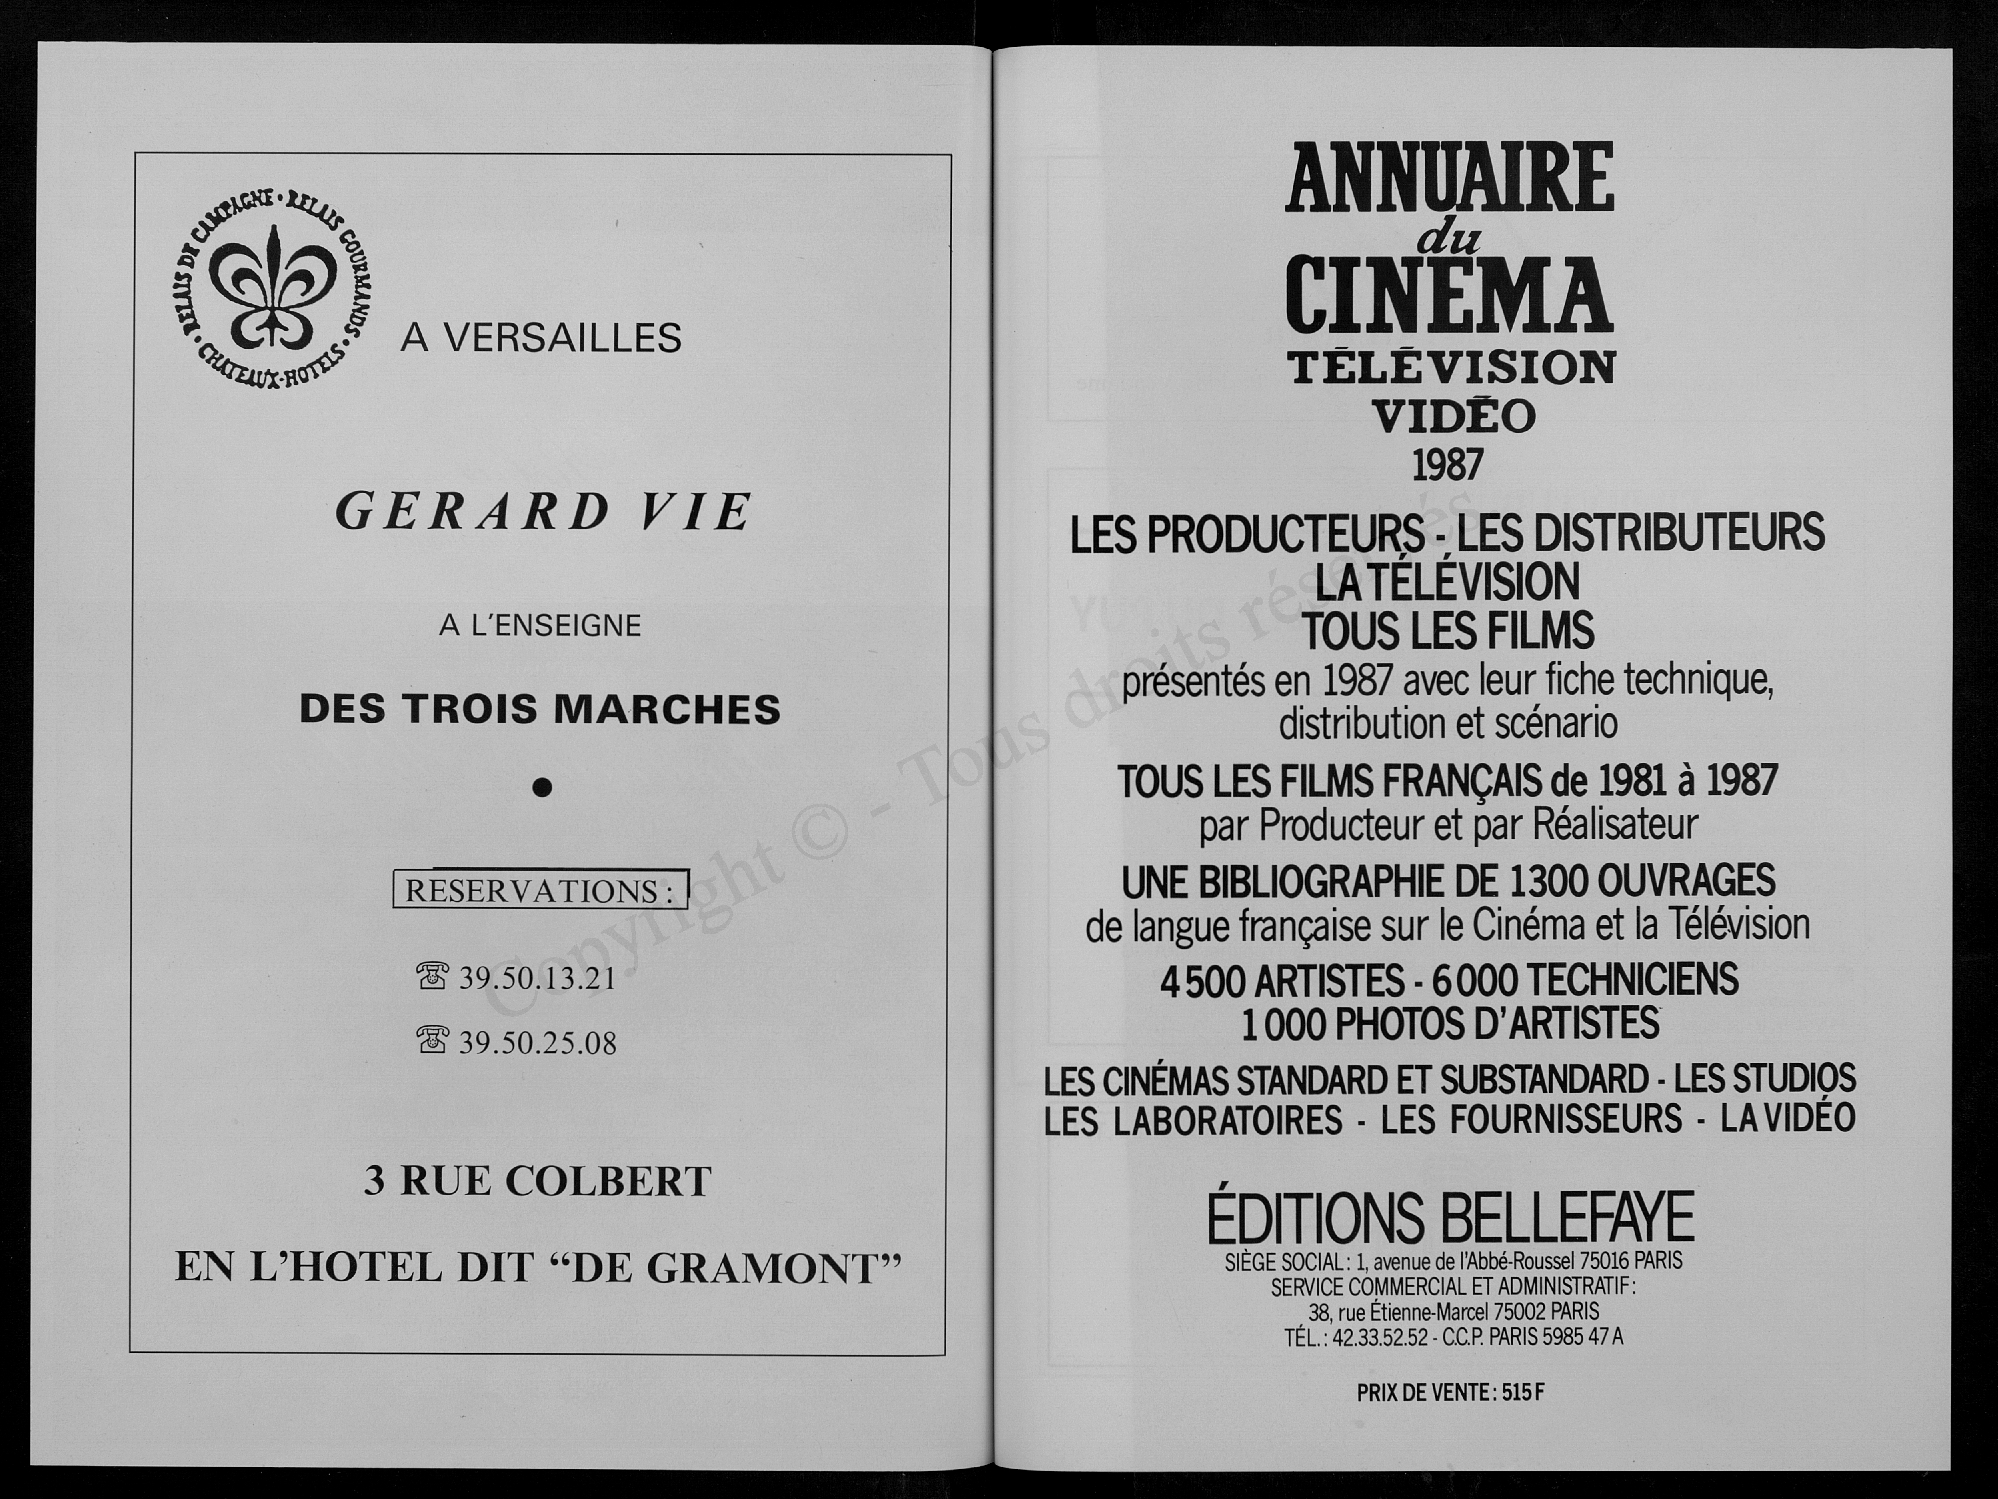 RELAIS DE CAMPAGNE · RELAIS GOURMANDS · CHATEAUX-HOTELS ·
A VERSAILLES
GERARD VIE
A L'ENSEIGNE
DES TROIS MARCHES
RESERVATIONS :
39.50.13.21
39.50.25.08
3 RUE COLBERT
EN L'HOTEL DIT “DE GRAMONT”
Copyright © - Tous droits réservés
ANNUAIRE
du
CINÉMA
TÉLÉVISION
VIDÉO
1987
LES PRODUCTEURS - LES DISTRIBUTEURS
LA TÉLÉVISION
TOUS LES FILMS
présentés en 1987 avec leur fiche technique,
distribution et scénario
TOUS LES FILMS FRANÇAIS de 1981 à 1987
par Producteur et par Réalisateur
UNE BIBLIOGRAPHIE DE 1300 OUVRAGES
de langue française sur le Cinéma et la Télévision
4500 ARTISTES - 6000 TECHNICIENS
1000 PHOTOS D'ARTISTES
LES CINÉMAS STANDARD ET SUBSTANDARD - LES STUDIOS
LES LABORATOIRES - LES FOURNISSEURS - LA VIDÉO
ÉDITIONS BELLEFAYE
SIÈGE SOCIAL : 1, avenue de l'Abbé-Roussel 75016 PARIS
SERVICE COMMERCIAL ET ADMINISTRATIF :
38, rue Étienne-Marcel 75002 PARIS
TÉL. : 42.33.52.52 - C.C.P. PARIS 5985 47 A
PRIX DE VENTE : 515 F